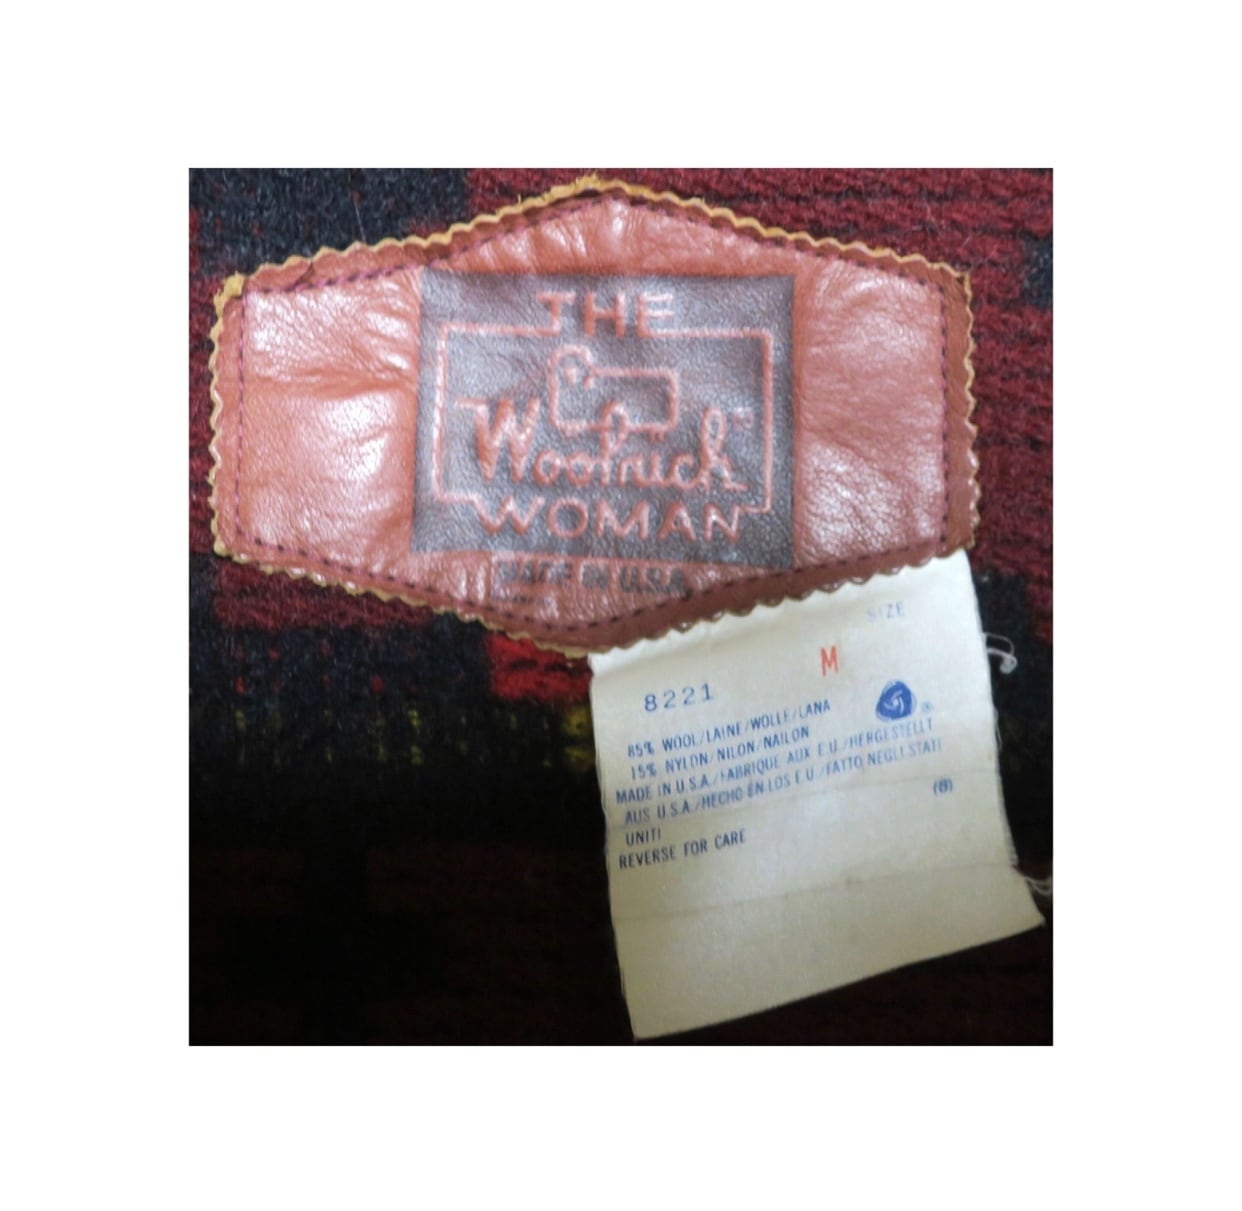 THE
Woolrich
WOMAN
MADE IN U.S.A.
SIZE
M
8221
85% WOOL/LAINE/WOLLE/LANA
15% NYLON/NILON/NAILON
MADE IN U.S.A./FABRIQUE AUX E.U./HERGESTELLT
AUS U.S.A./HECHO EN LOS E.U./FATTO NEGLI STATI
UNITI
(8)
REVERSE FOR CARE